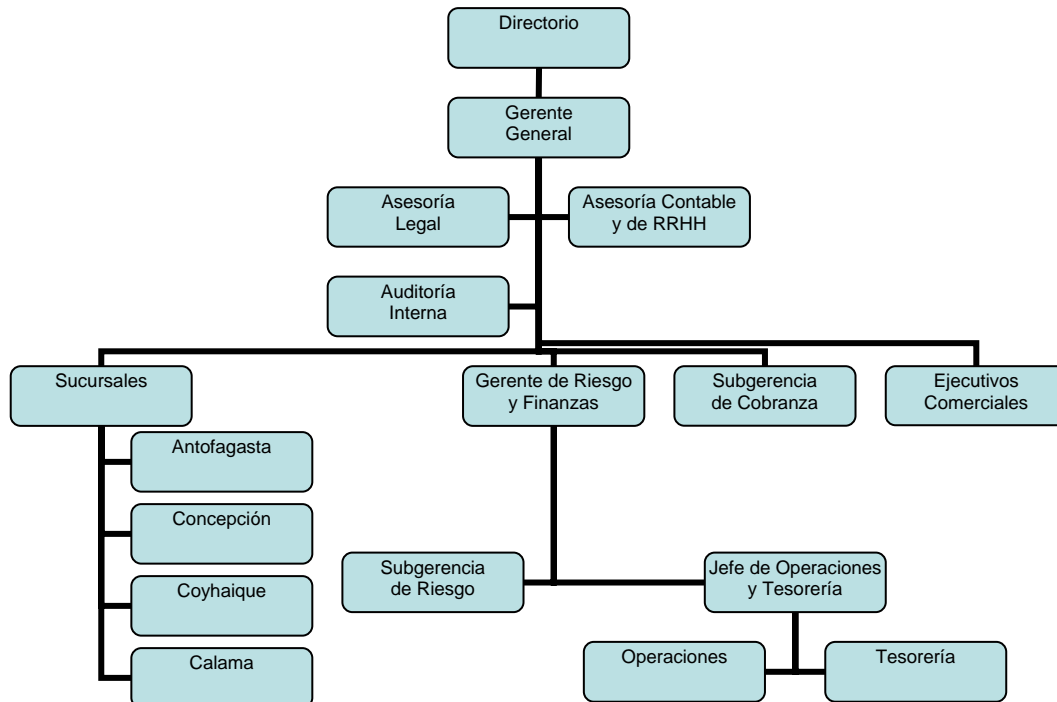 Directorio
Gerente
General
Asesoría
Legal
Asesoría Contable
y de RRHH
Auditoría
Interna
Sucursales
Gerente de Riesgo
y Finanzas
Subgerencia
de Cobranza
Ejecutivos
Comerciales
Antofagasta
Concepción
Coyhaique
Calama
Subgerencia
de Riesgo
Jefe de Operaciones
y Tesorería
Operaciones
Tesorería